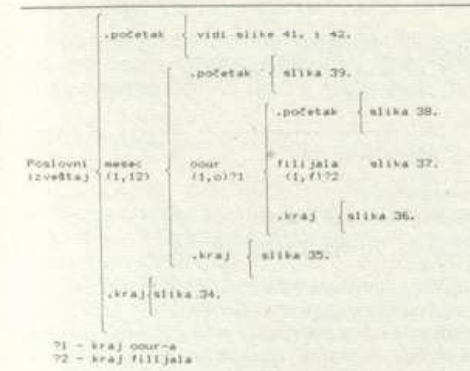 .početak { vidi slike 41. i 42.
.početak { slika 39.
.početak { slika 38.
Poslovni mesec oour filijala slika 37.
izveštaj (1,12) (1,o)?1 (1,f)?2
.kraj { slika 36.
.kraj { slika 35.
.kraj { slika 34.
?1 - kraj oour-a
?2 - kraj filijala